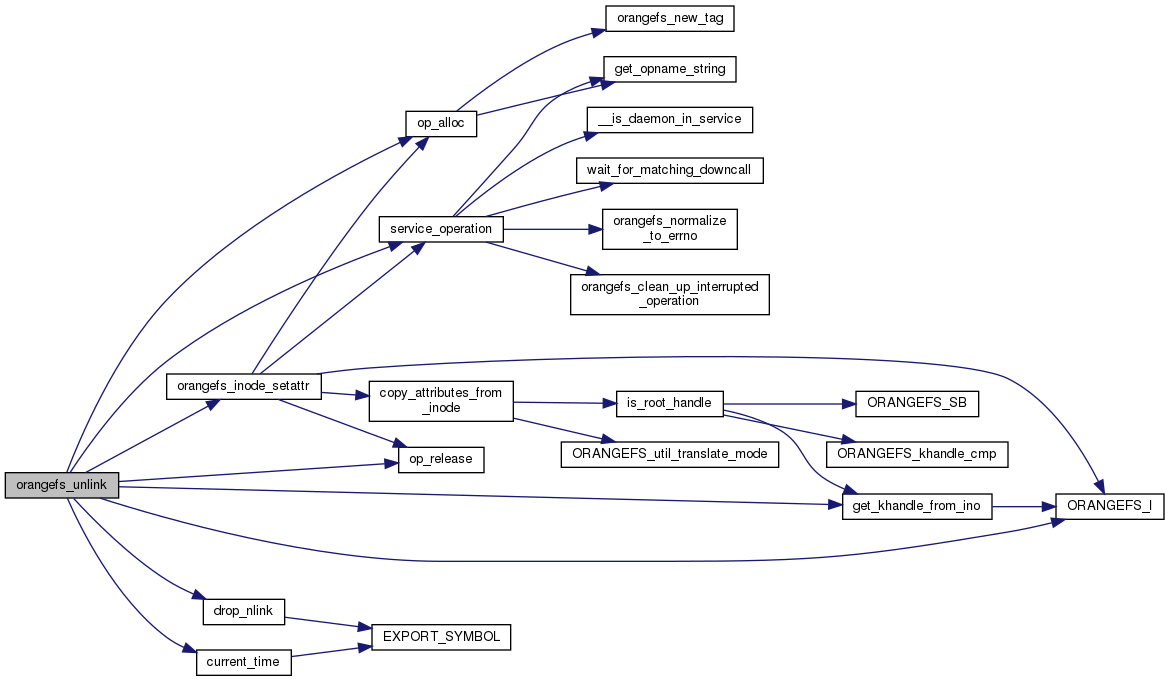 orangefs_new_tag
get_opname_string
op_alloc
__is_daemon_in_service
wait_for_matching_downcall
service_operation
orangefs_normalize
_to_errno
orangefs_clean_up_interrupted
_operation
orangefs_inode_setattr
copy_attributes_from
_inode
is_root_handle
ORANGEFS_SB
ORANGEFS_util_translate_mode
ORANGEFS_khandle_cmp
op_release
orangefs_unlink
get_khandle_from_ino
ORANGEFS_I
drop_nlink
EXPORT_SYMBOL
current_time